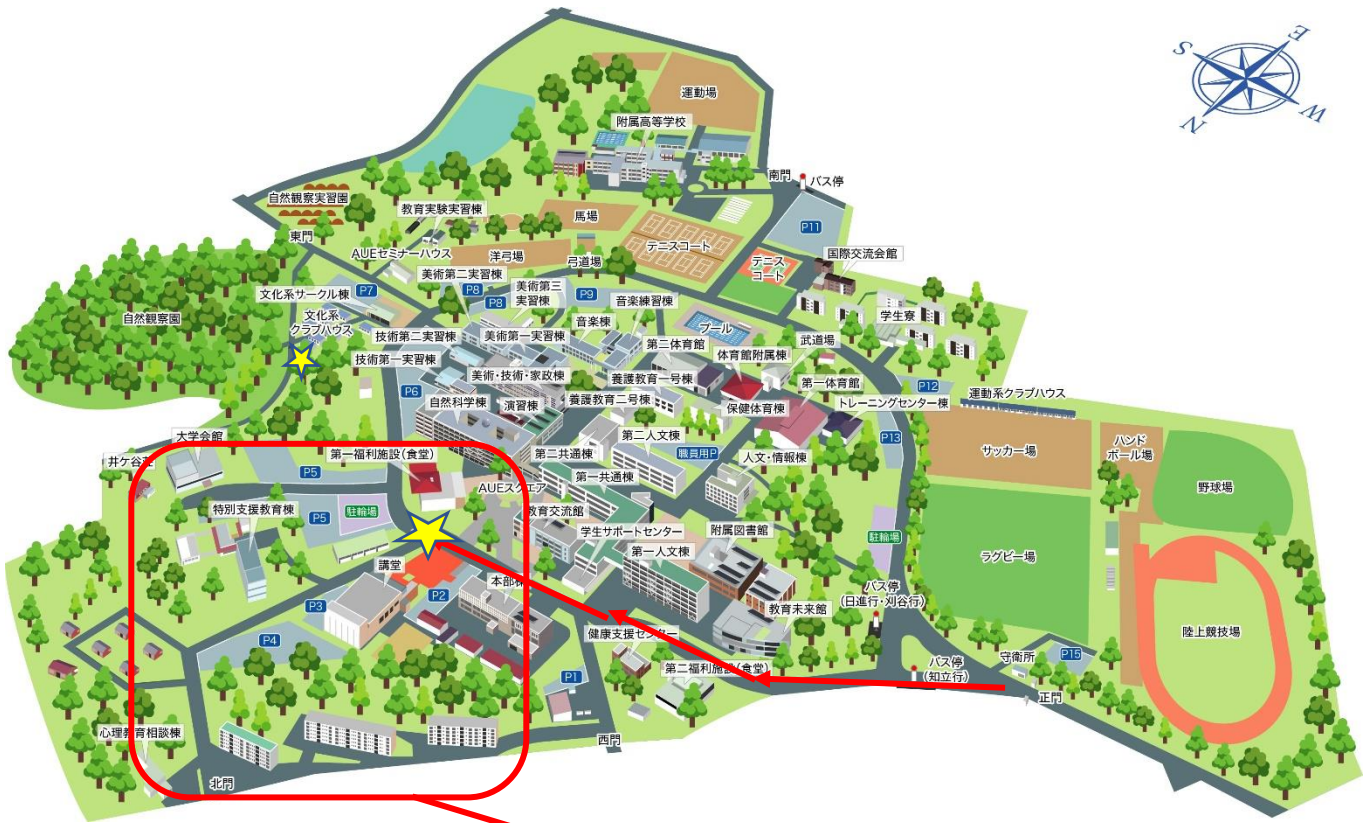 E
S
W
N
運動場
附属高等学校
南門
バス停
自然観察実習園
教育実験実習棟
馬場
P11
東門
AUEセミナーハウス
洋弓場
弓道場
テニスコート
テニス
コート
国際交流会館
美術第二実習棟
文化系サークル棟
P7
P8
P8
美術第三
実習棟
P9
音楽練習棟
自然観察園
文化系
クラブハウス
技術第二実習棟
美術第一実習棟
音楽棟
プール
学生寮
技術第一実習棟
第二体育館
体育館附属棟
武道場
美術・技術・家政棟
養護教育一号棟
第一体育館
P12
P6
自然科学棟
演習棟
養護教育二号棟
保健体育棟
トレーニングセンター棟
運動系クラブハウス
大学会館
第二人文棟
P13
サッカー場
ハンド
ボール場
井ケ谷荘
第一福利施設(食堂)
第二共通棟
職員用P
人文・情報棟
P5
AUEスクエア
第一共通棟
野球場
特別支援教育棟
P5
駐輪場
教育交流館
学生サポートセンター
附属図書館
駐輪場
第一人文棟
ラグビー場
講堂
本部棟
バス停
(日進行・刈谷行)
P3
P2
教育未来館
陸上競技場
P4
健康支援センター
第二福利施設(食堂)
バス停
(知立行)
守衛所
P15
P1
正門
心理教育相談棟
西門
北門